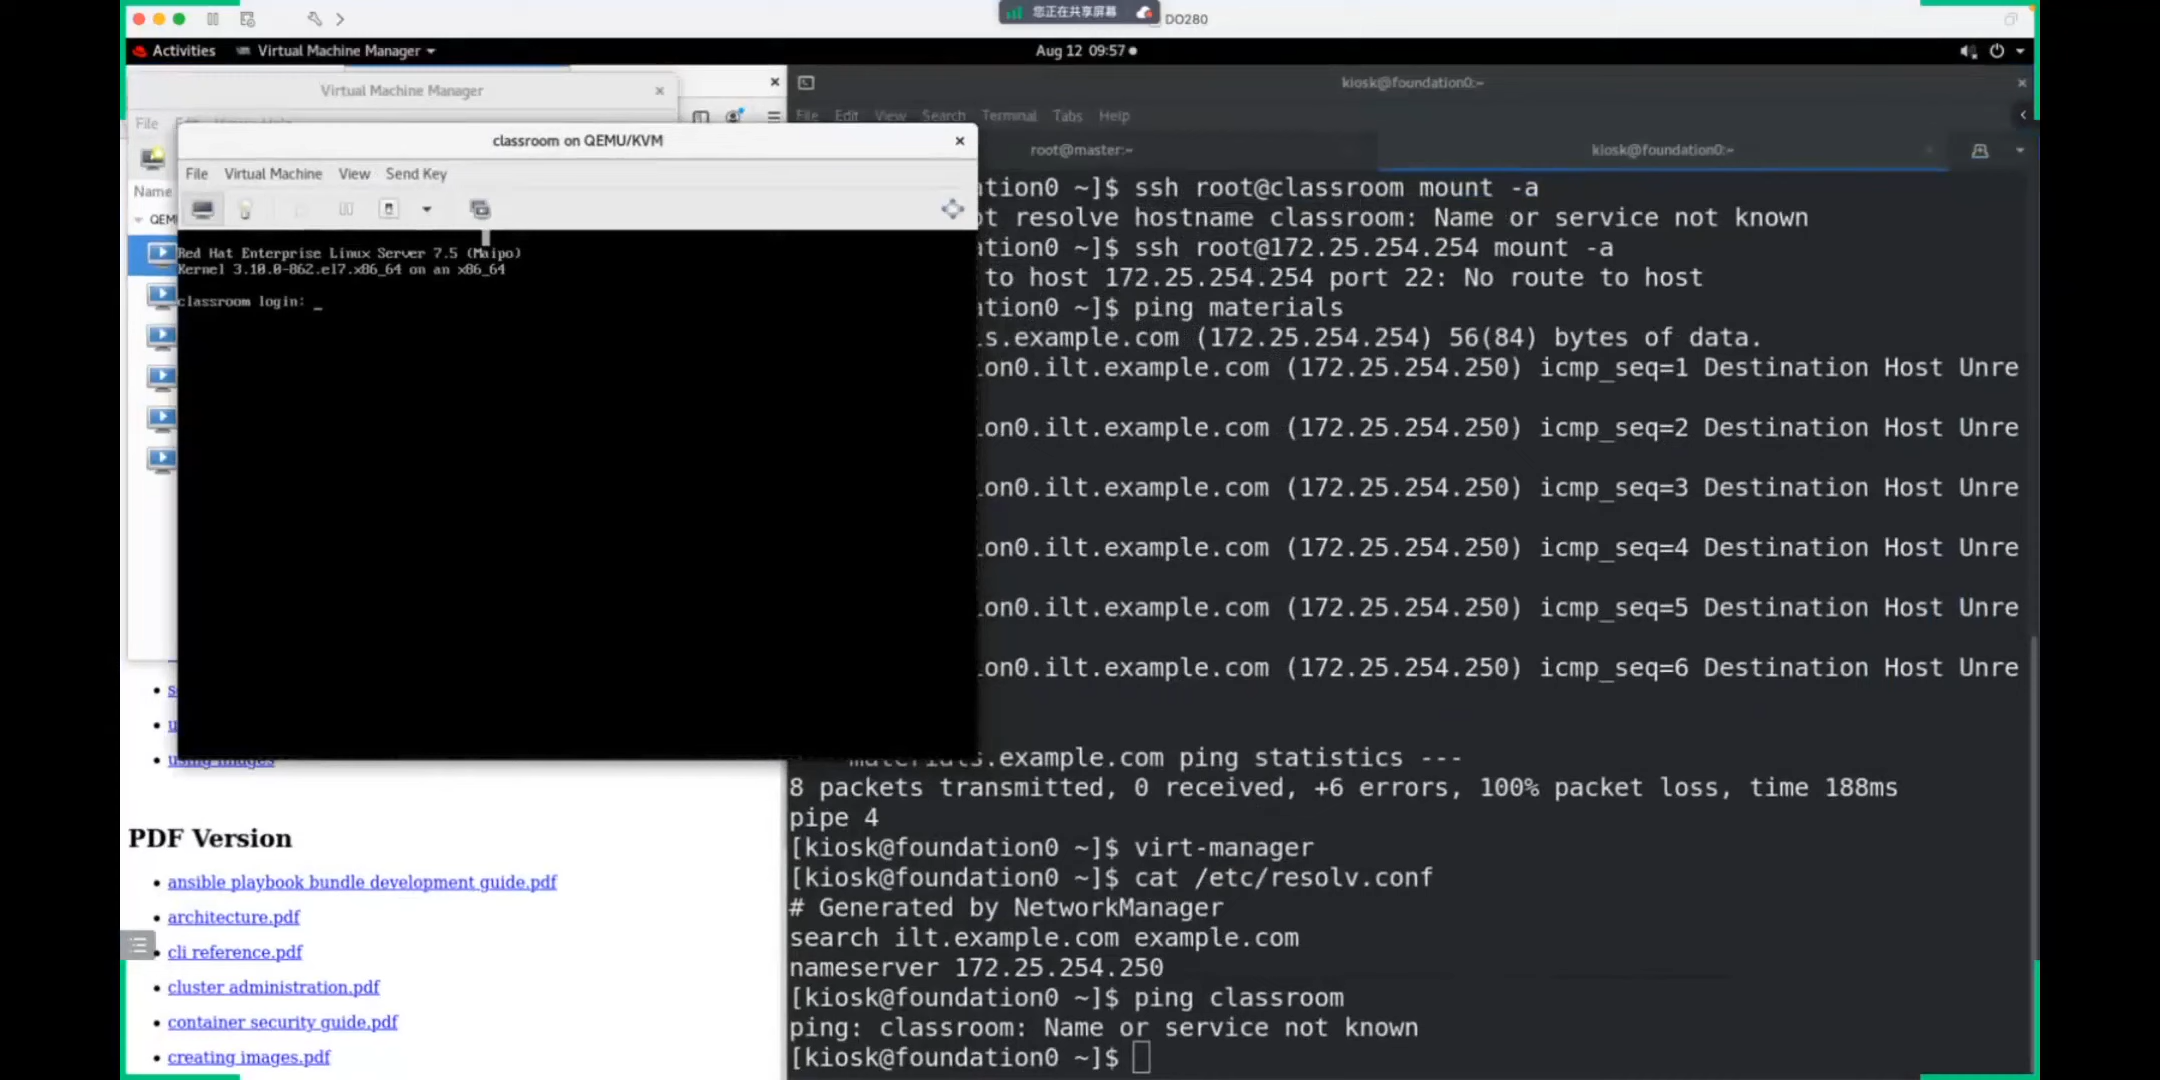 您正在共享屏幕
DO280
Activities
Virtual Machine Manager
Aug 12 09:57
Virtual Machine Manager
File
Name
QEM
classroom on QEMU/KVM
File Virtual Machine View Send Key
Red Hat Enterprise Linux Server 7.5 (Maipo)
Kernel 3.10.0-862.el7.x86_64 on an x86_64
classroom login: _
using images
PDF Version
ansible playbook bundle development guide.pdf
architecture.pdf
cli reference.pdf
cluster administration.pdf
container security guide.pdf
creating images.pdf
kiosk@foundation0:~
File Edit View Search Terminal Tabs Help
root@master:~
kiosk@foundation0:~
tion0 ~]$ ssh root@classroom mount -a
t resolve hostname classroom: Name or service not known
tion0 ~]$ ssh root@172.25.254.254 mount -a
to host 172.25.254.254 port 22: No route to host
tion0 ~]$ ping materials
s.example.com (172.25.254.254) 56(84) bytes of data.
on0.ilt.example.com (172.25.254.250) icmp_seq=1 Destination Host Unre
on0.ilt.example.com (172.25.254.250) icmp_seq=2 Destination Host Unre
on0.ilt.example.com (172.25.254.250) icmp_seq=3 Destination Host Unre
on0.ilt.example.com (172.25.254.250) icmp_seq=4 Destination Host Unre
on0.ilt.example.com (172.25.254.250) icmp_seq=5 Destination Host Unre
on0.ilt.example.com (172.25.254.250) icmp_seq=6 Destination Host Unre
materials.example.com ping statistics ---
8 packets transmitted, 0 received, +6 errors, 100% packet loss, time 188ms
pipe 4
[kiosk@foundation0 ~]$ virt-manager
[kiosk@foundation0 ~]$ cat /etc/resolv.conf
# Generated by NetworkManager
search ilt.example.com example.com
nameserver 172.25.254.250
[kiosk@foundation0 ~]$ ping classroom
ping: classroom: Name or service not known
[kiosk@foundation0 ~]$